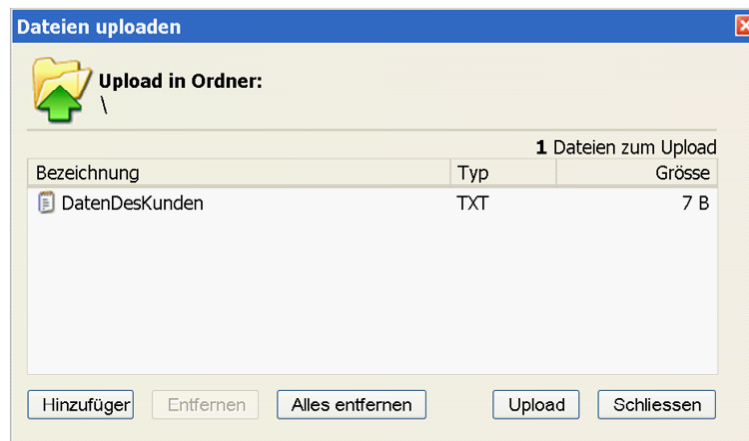 Dateien uploaden
Upload in Ordner:
\
1 Dateien zum Upload
Bezeichnung Typ Grösse
DatenDesKunden TXT 7 B
Hinzufüger Entfernen Alles entfernen Upload Schliessen